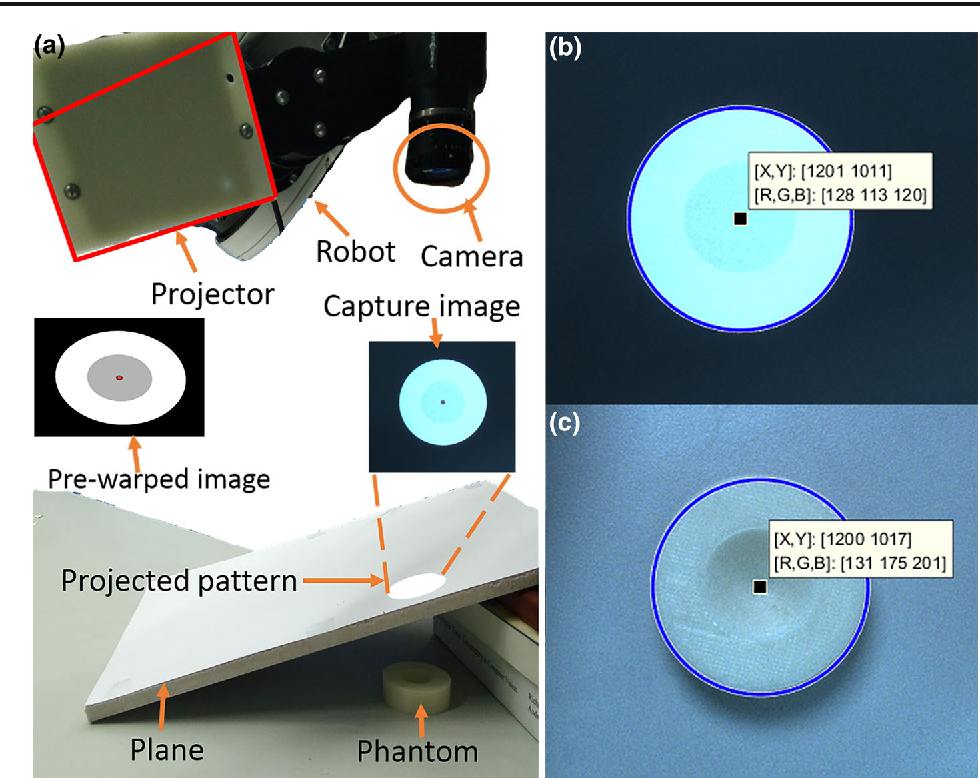 (a)
Robot
Camera
Projector
Capture image
Pre-warped image
Projected pattern
Plane
Phantom
(b)
[X,Y]: [1201 1011]
[R,G,B]: [128 113 120]
(c)
[X,Y]: [1200 1017]
[R,G,B]: [131 175 201]